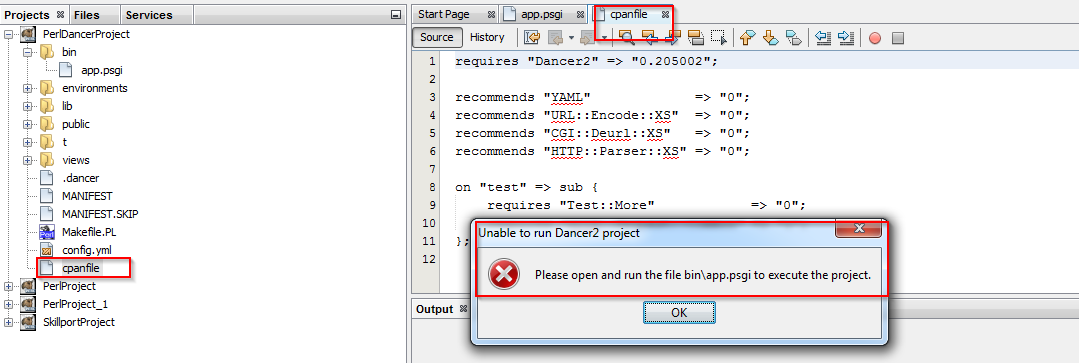 Projects Files Services
PerlDancerProject
bin
app.psgi
environments
lib
public
t
views
.dancer
MANIFEST
MANIFEST.SKIP
Makefile.PL
config.yml
cpanfile
PerlProject
PerlProject_1
SkillportProject
Start Page app.psgi cpanfile
Source History
1 requires "Dancer2" => "0.205002";
2
3 recommends "YAML" => "0";
4 recommends "URL::Encode::XS" => "0";
5 recommends "CGI::Deurl::XS" => "0";
6 recommends "HTTP::Parser::XS" => "0";
7
8 on "test" => sub {
9 requires "Test::More" => "0";
10
11 };
12
Unable to run Dancer2 project
Please open and run the file bin\app.psgi to execute the project.
OK
Output